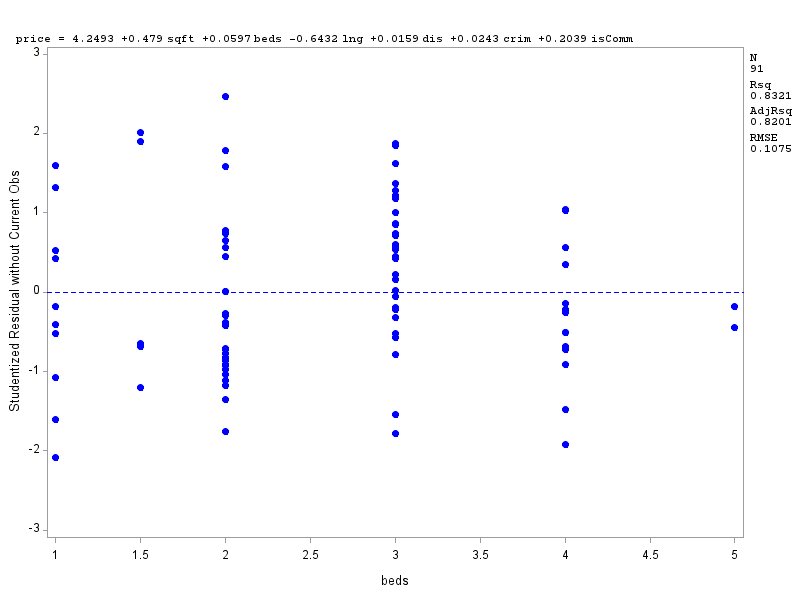 price = 4.2493 +0.479 sqft +0.0597 beds -0.6432 lng +0.0159 dis +0.0243 crim +0.2039 isComm
N
91
Rsq
0.8321
AdjRsq
0.8201
RMSE
0.1075
Studentized Residual without Current Obs
3
2
1
0
-1
-2
-3
1 1.5 2 2.5 3 3.5 4 4.5 5
beds